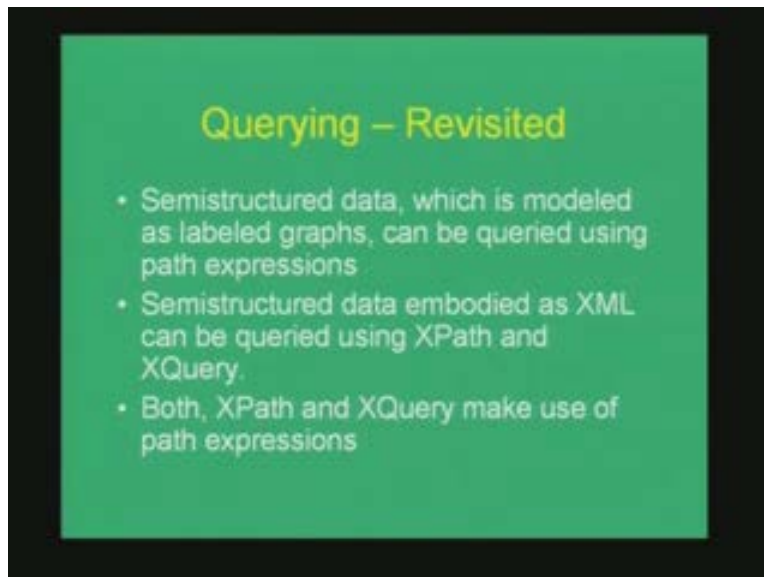 Querying – Revisited
• Semistructured data, which is modeled
as labeled graphs, can be queried using
path expressions
• Semistructured data embodied as XML
can be queried using XPath and
XQuery.
• Both, XPath and XQuery make use of
path expressions